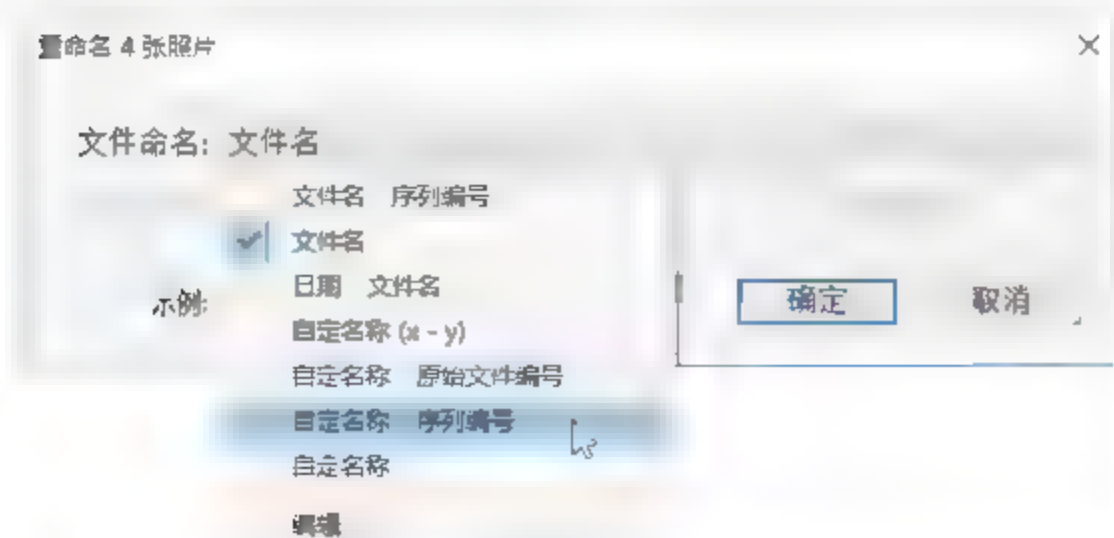 重命名 4 张照片
文件命名: 文件名
文件名 序列编号
文件名
日期 文件名
示例:
确定
取消
自定名称 (x - y)
自定名称 原始文件编号
自定名称 序列编号
自定名称
编辑